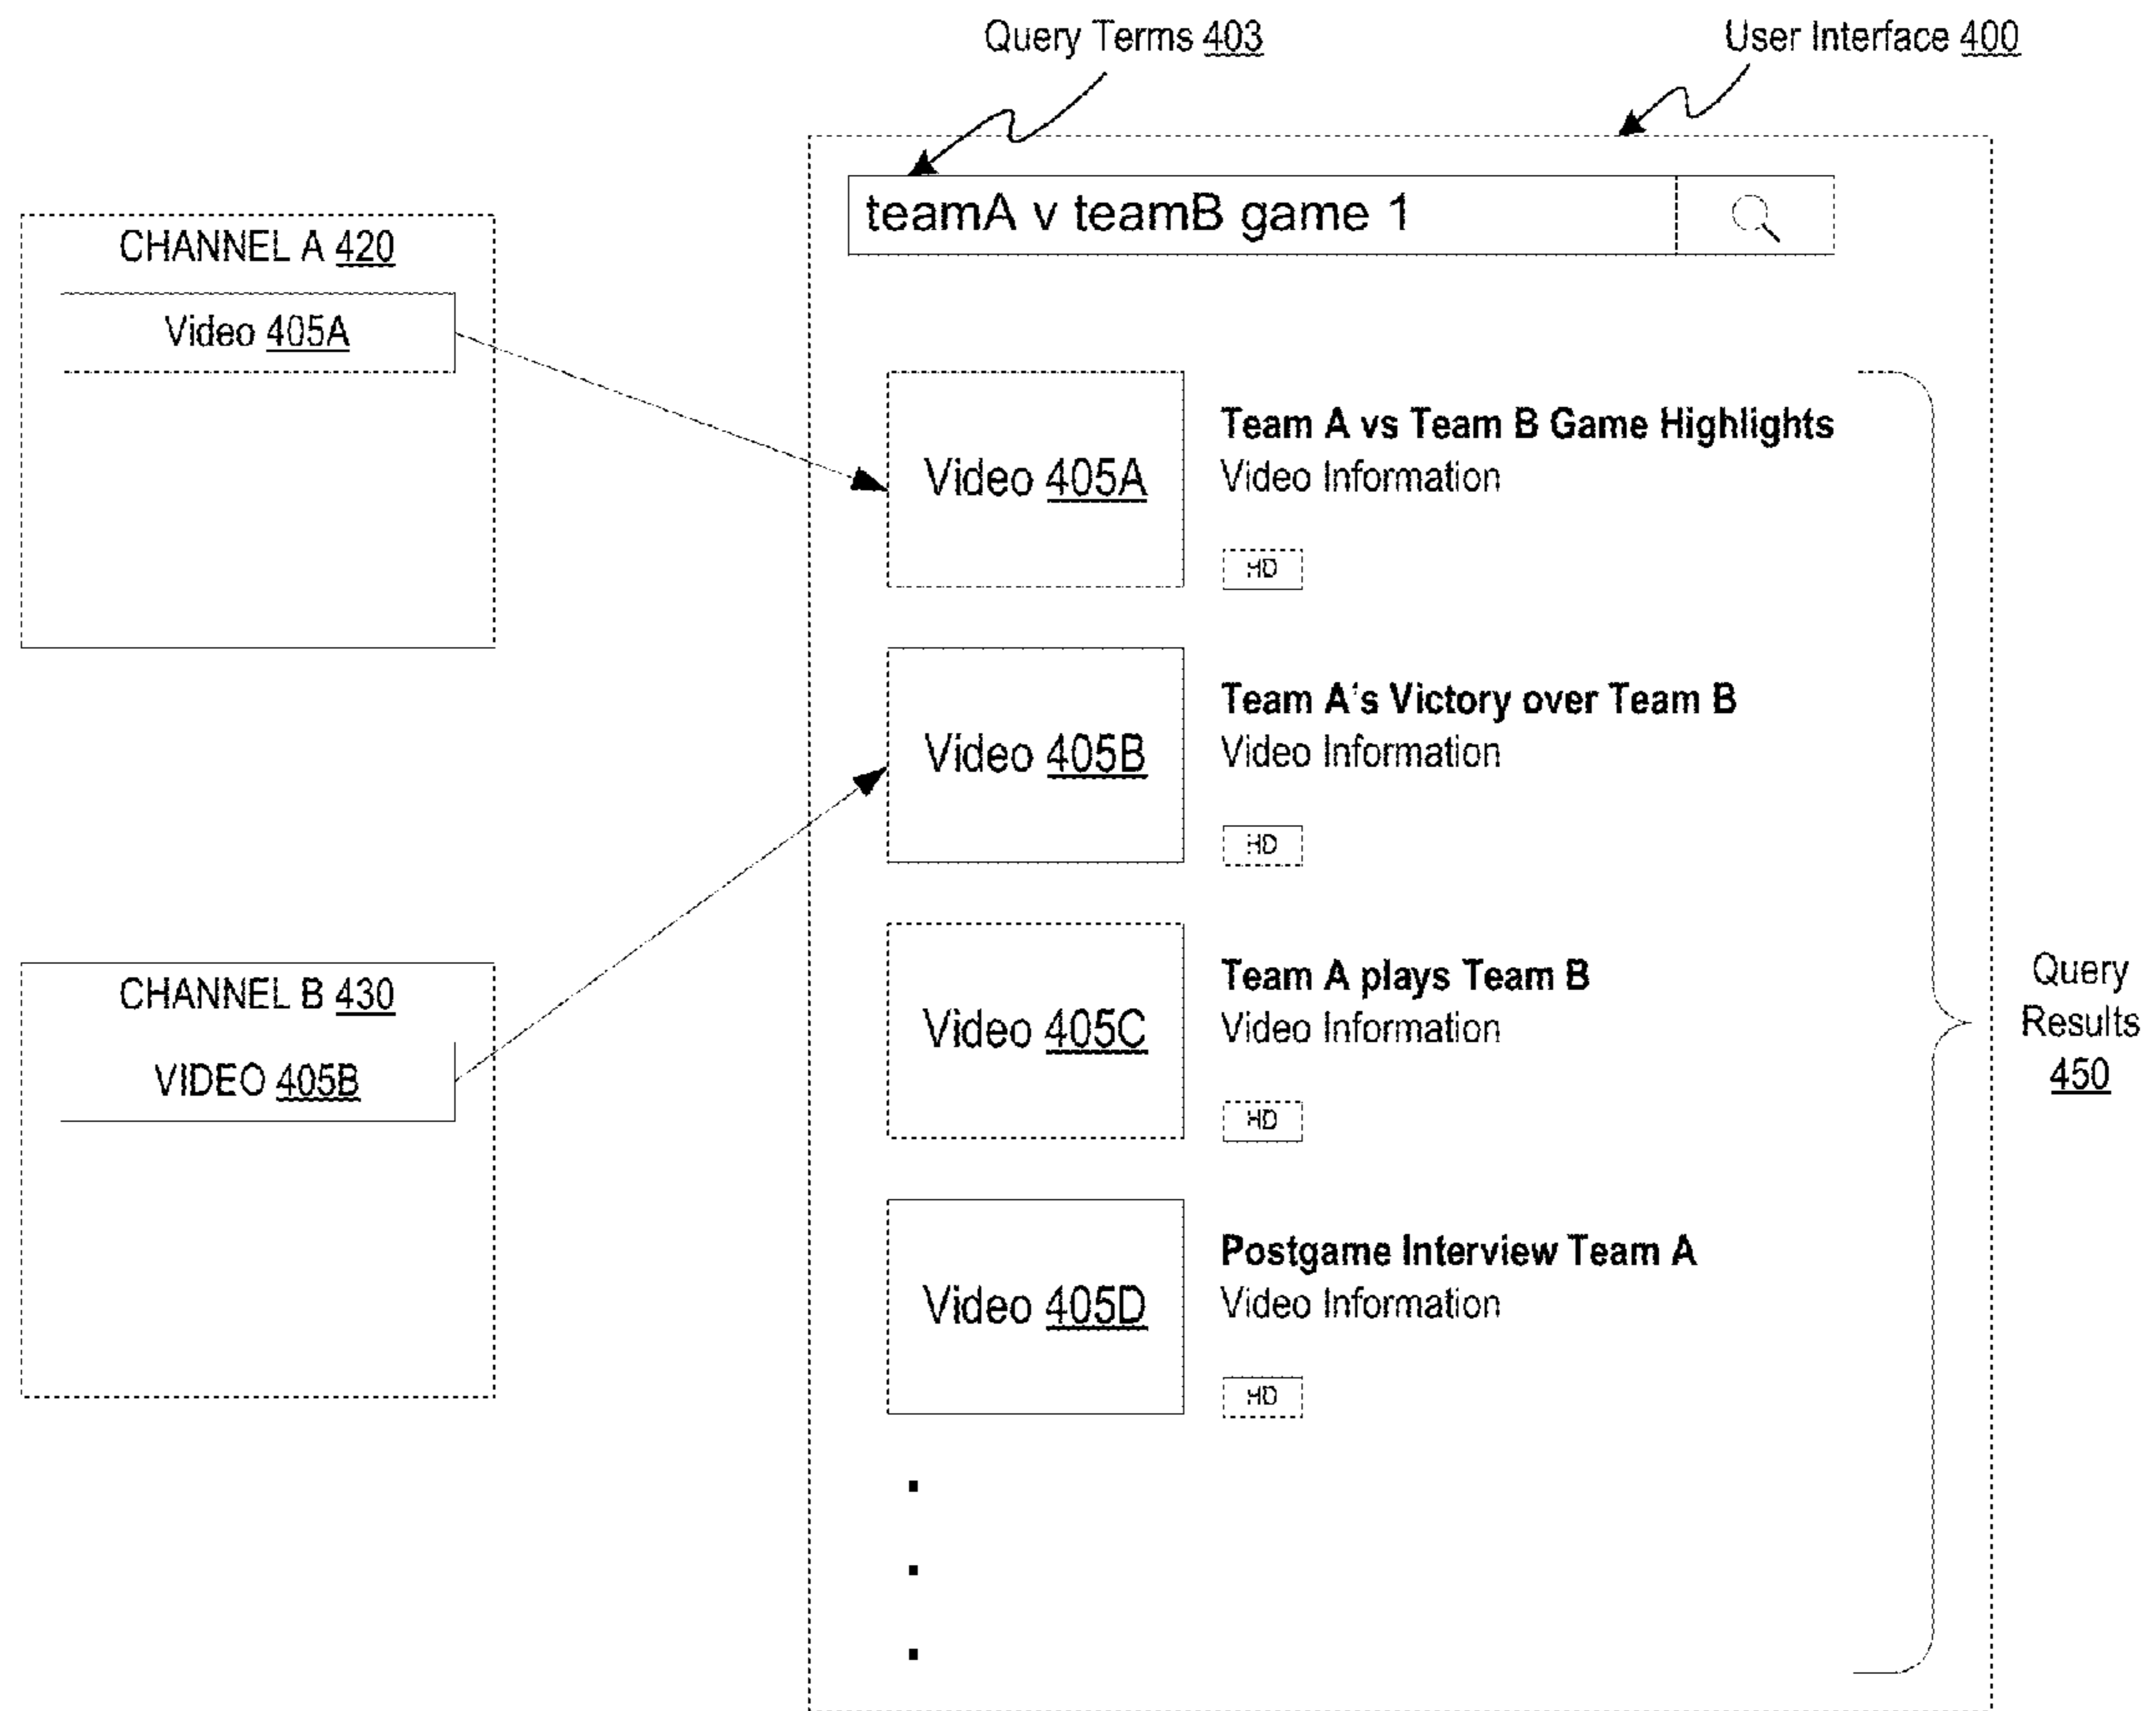 Query Terms 403
User Interface 400
teamA v teamB game 1
CHANNEL A 420
Video 405A
Video 405A
Team A vs Team B Game Highlights
Video Information
HD
Video 405B
Team A's Victory over Team B
Video Information
HD
CHANNEL B 430
VIDEO 405B
Video 405C
Team A plays Team B
Video Information
HD
Query
Results
450
Video 405D
Postgame Interview Team A
Video Information
HD